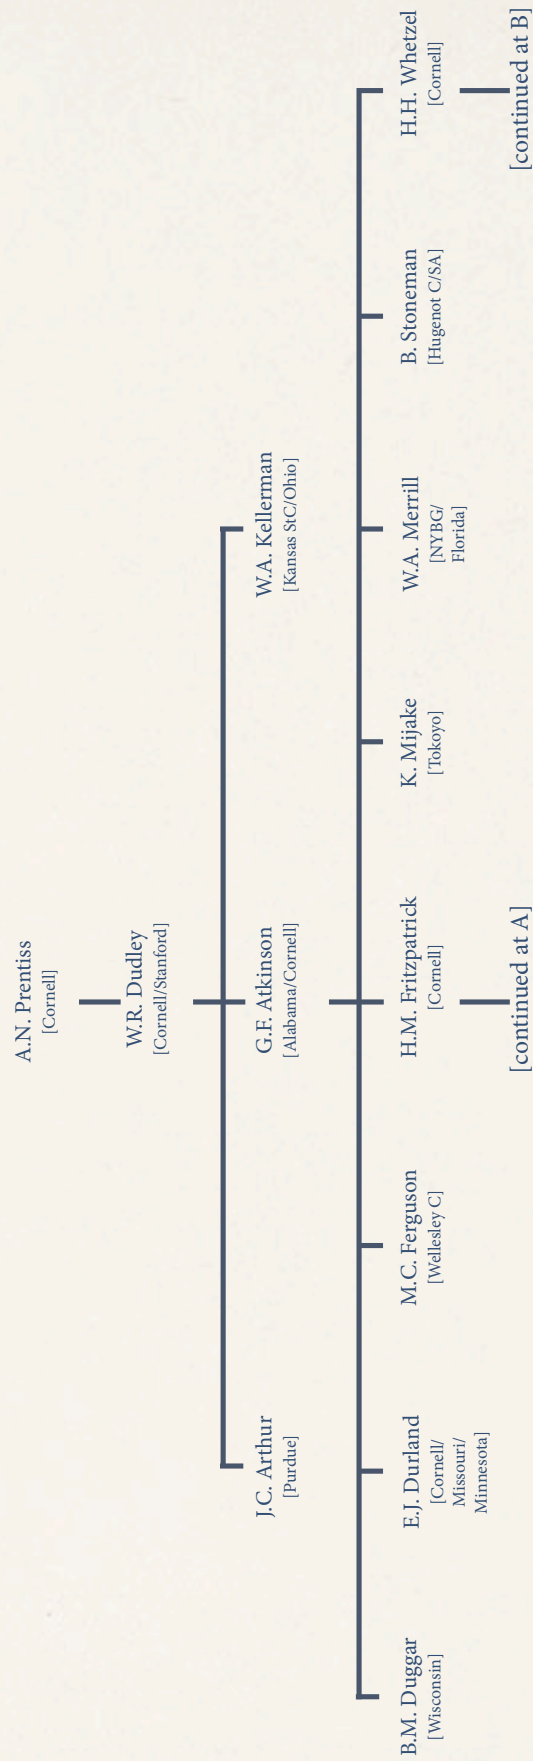 A.N. Prentiss
[Cornell]
W.R. Dudley
[Cornell/Stanford]
J.C. Arthur
[Purdue]
G.F. Atkinson
[Alabama/Cornell]
W.A. Kellerman
[Kansas StC/Ohio]
B.M. Duggar
[Wisconsin]
E.J. Durland
[Cornell/
Missouri/
Minnesota]
M.C. Ferguson
[Wellesley C]
H.M. Fritzpatrick
[Cornell]
K. Mijake
[Tokoyo]
W.A. Merrill
[NYBG/
Florida]
B. Stoneman
[Hugenot C/SA]
H.H. Whetzel
[Cornell]
[continued at A]
[continued at B]